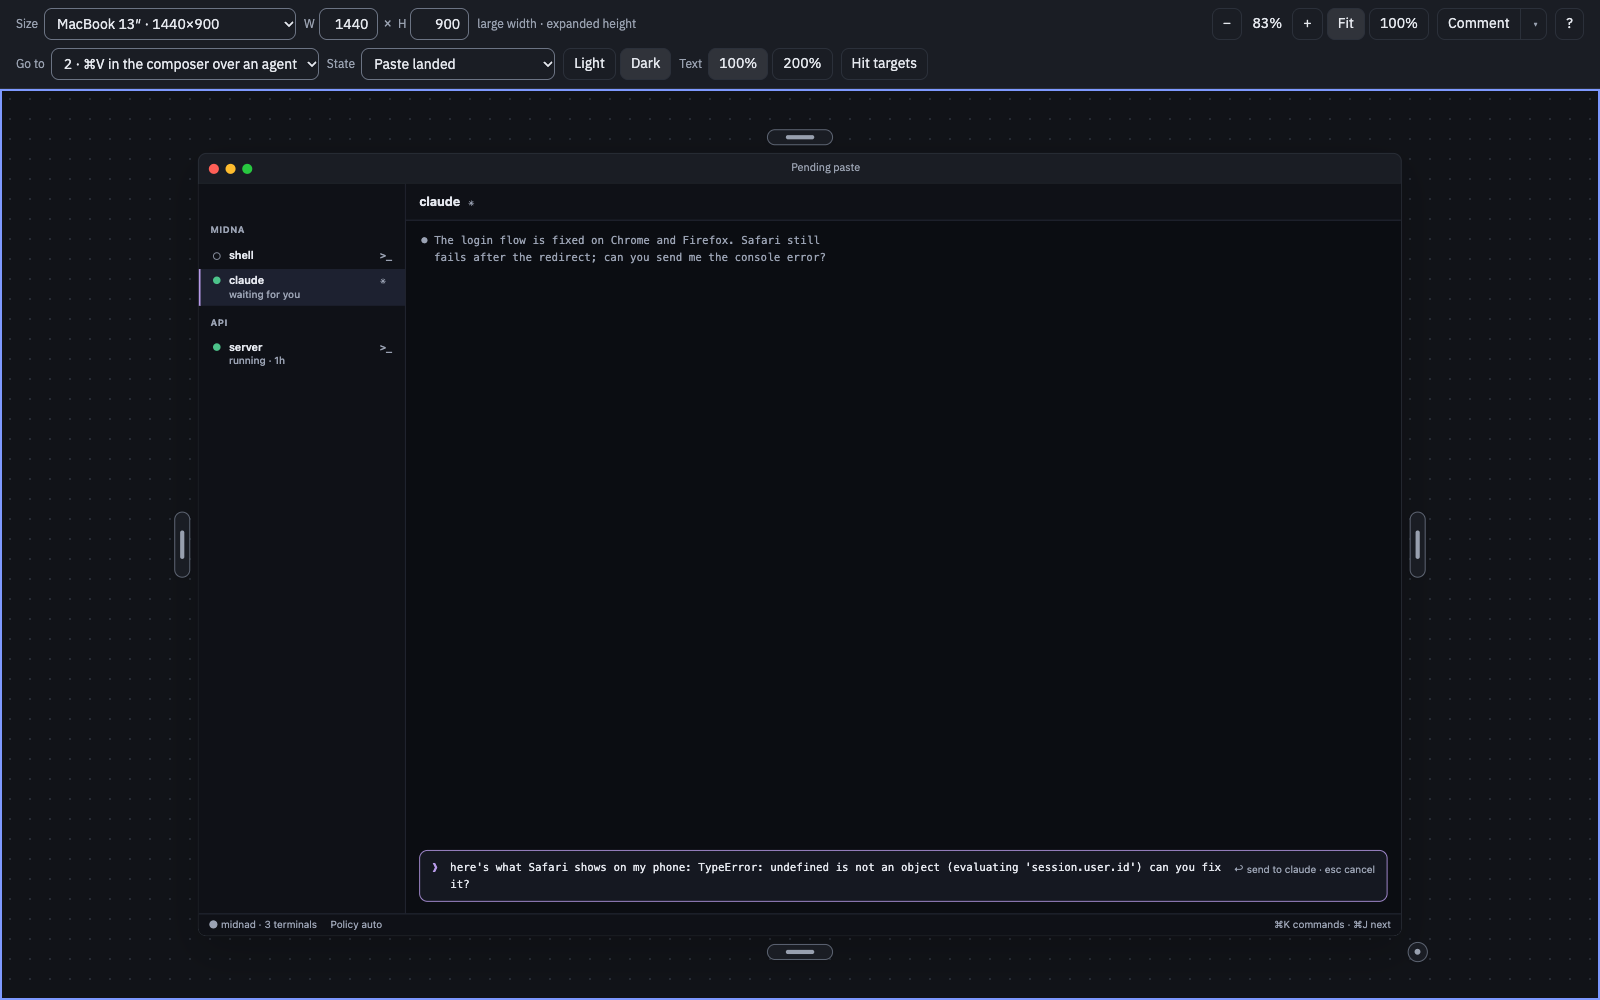 Size MacBook 13″ · 1440×900 W 1440 × H 900 large width · expanded height − 83% + Fit 100% Comment ?
Go to 2 · ⌘V in the composer over an agent State Paste landed Light Dark Text 100% 200% Hit targets
Pending paste
MIDNA
shell >_
claude *
waiting for you
API
server >_
running · 1h
claude *
The login flow is fixed on Chrome and Firefox. Safari still
fails after the redirect; can you send me the console error?
❯ here's what Safari shows on my phone: TypeError: undefined is not an object (evaluating 'session.user.id') can you fix
it?
↩ send to claude · esc cancel
midnad · 3 terminals Policy auto ⌘K commands · ⌘J next